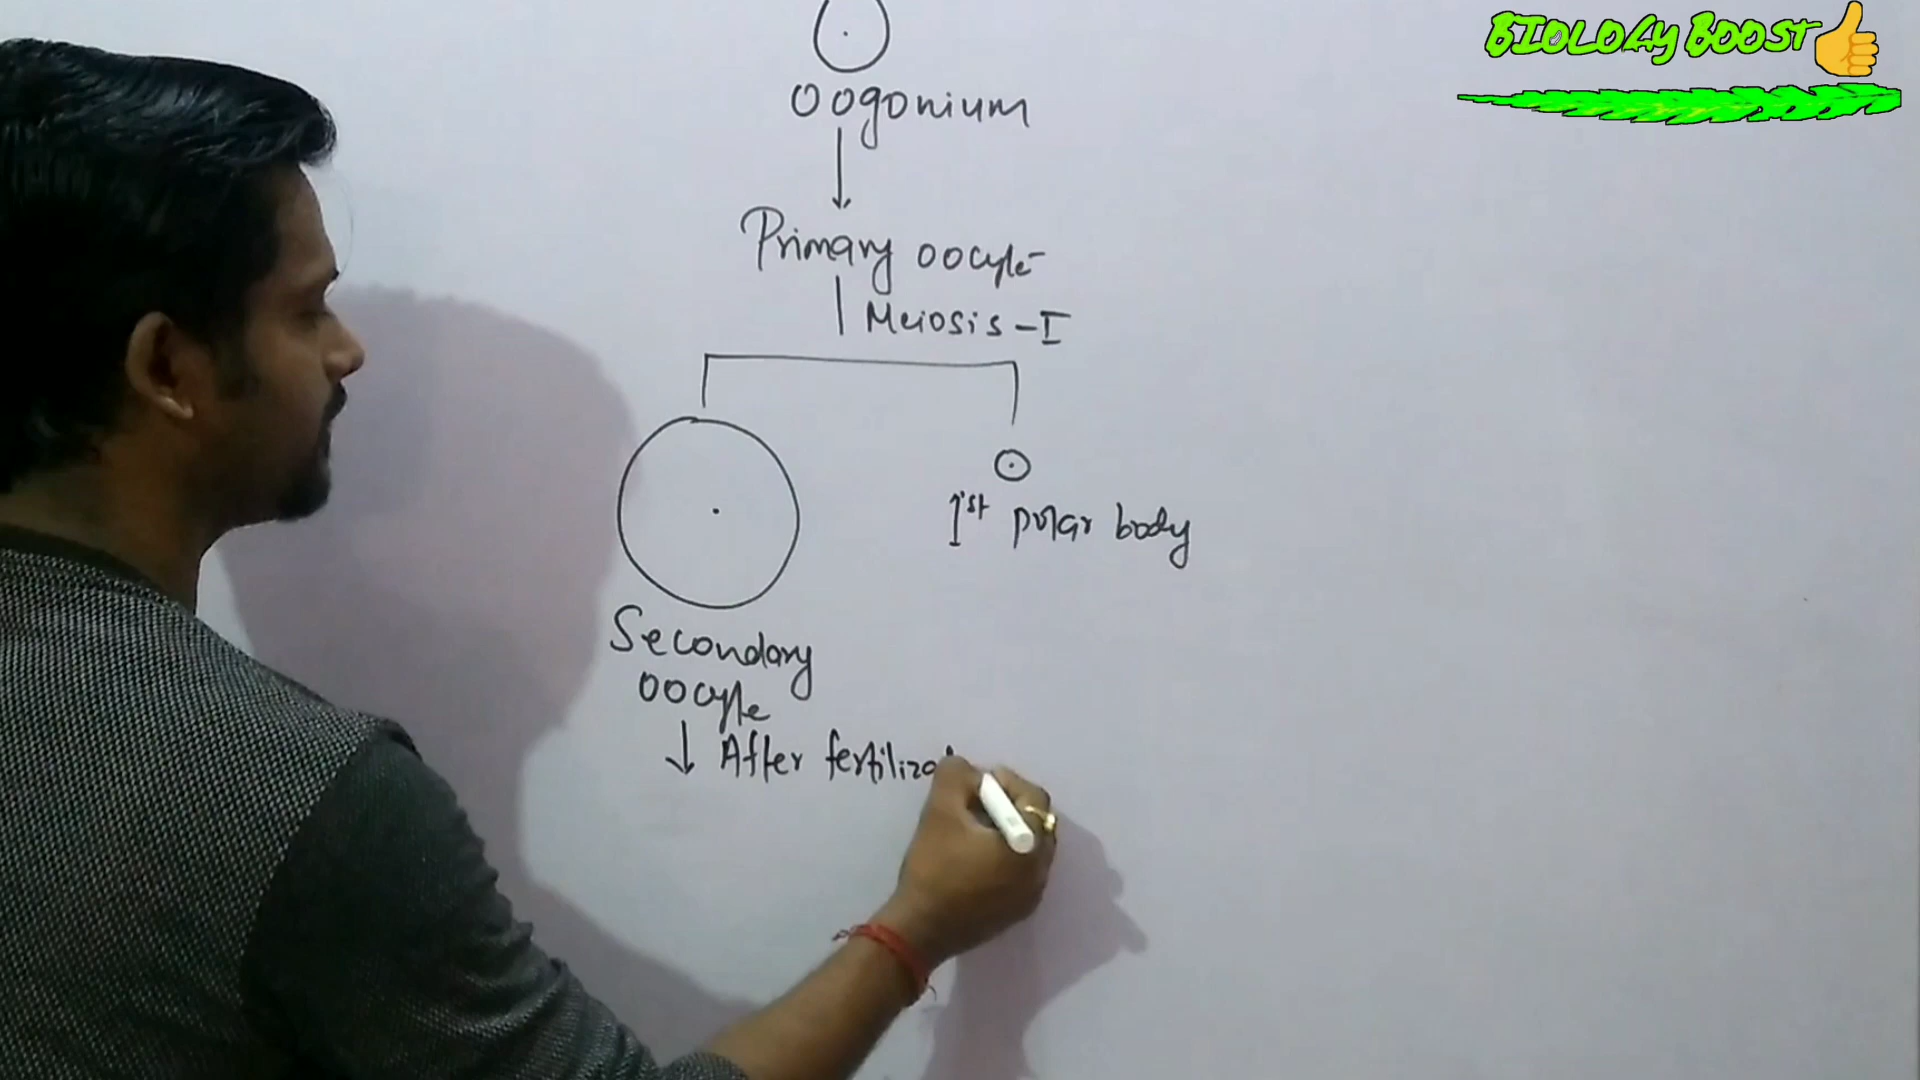 BIOLOGY BOOST
Oogonium
Primary oocyte
Meiosis-I
1st polar body
Secondary
oocyte
After fertiliza